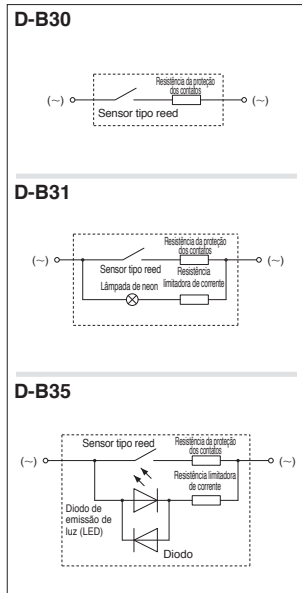 D-B30
Resistência da proteção
dos contatos
(~)
(~)
Sensor tipo reed
D-B31
Resistência da proteção
dos contatos
(~)
(~)
Sensor tipo reed
Resistência
limitadora de corrente
Lâmpada de neon
D-B35
Sensor tipo reed
Resistência da proteção
dos contatos
(~)
(~)
Resistência limitadora
de corrente
Diodo de
emissão de
luz (LED)
Diodo